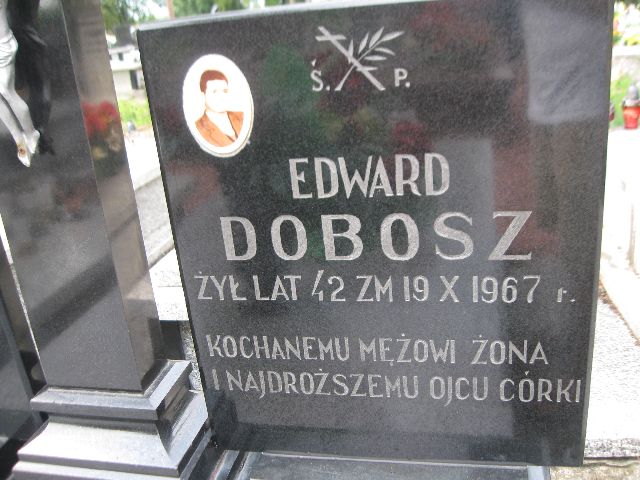 Ś. P.
EDWARD
DOBOSZ
ŻYŁ LAT 42 ZM 19 X 1967 r.
KOCHANEMU MĘŻOWI ŻONA
I NAJDROŻSZEMU OJCU CÓRKI